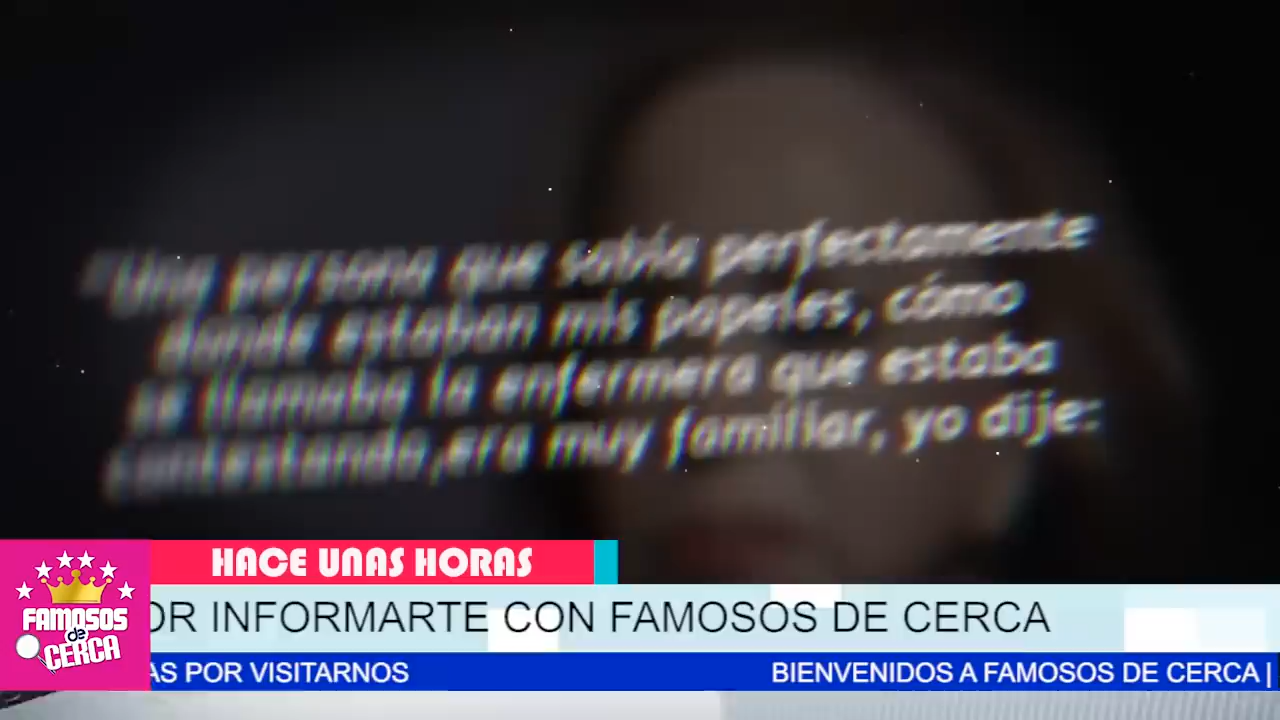 "Una persona que sabía perfectamente
donde estaban mis papeles, cómo
se llamaba la enfermera que estaba
contestando,era muy familiar, yo dije:
HACE UNAS HORAS
FAMOSOS
de
CERCA
OR INFORMARTE CON FAMOSOS DE CERCA
AS POR VISITARNOS
BIENVENIDOS A FAMOSOS DE CERCA |